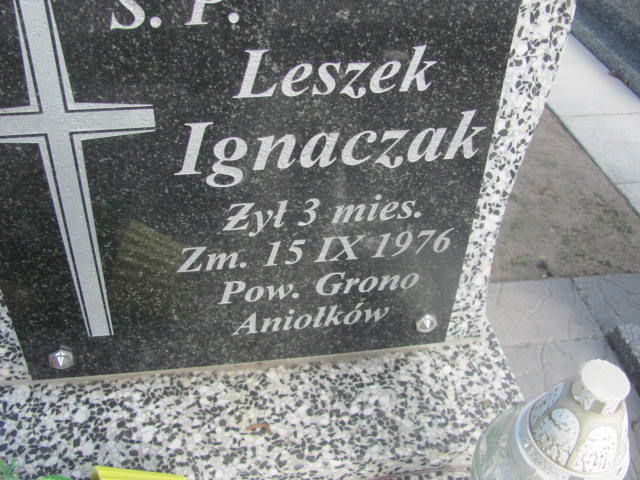 Ś. P.
Leszek
Ignaczak
Żył 3 mies.
Zm. 15 IX 1976
Pow. Grono
Aniołków